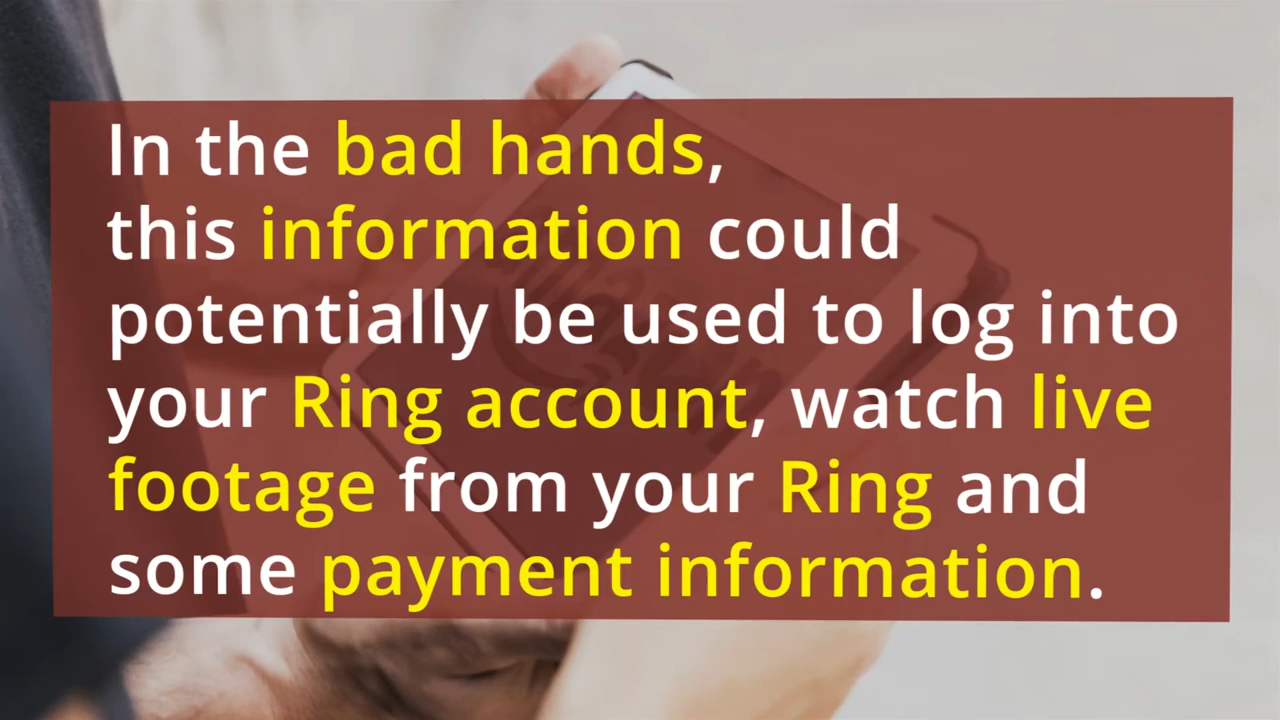 In the bad hands,
this information could
potentially be used to log into
your Ring account, watch live
footage from your Ring and
some payment information.